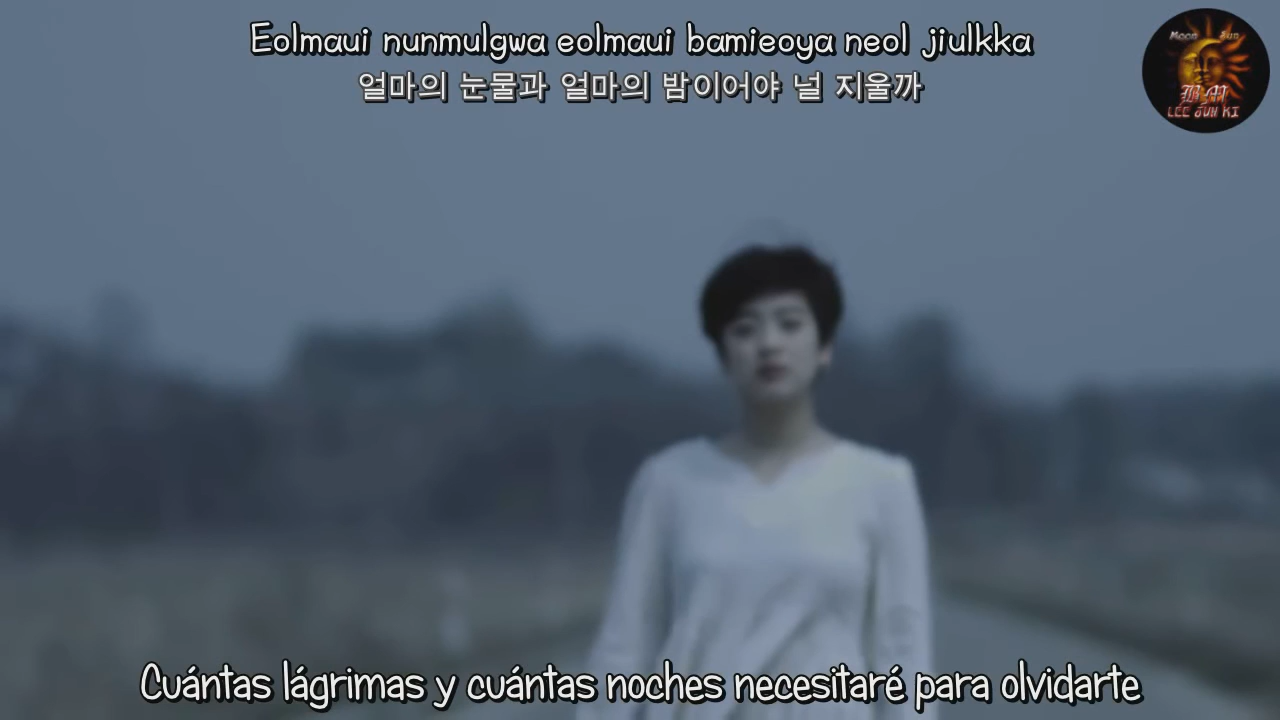 Eolmaui nunmulgwa eolmaui bamieoya neol jiulkka
얼마의 눈물과 얼마의 밤이어야 널 지울까
Moon Sun
LEE JUN KI
Cuántas lágrimas y cuántas noches necesitaré para olvidarte